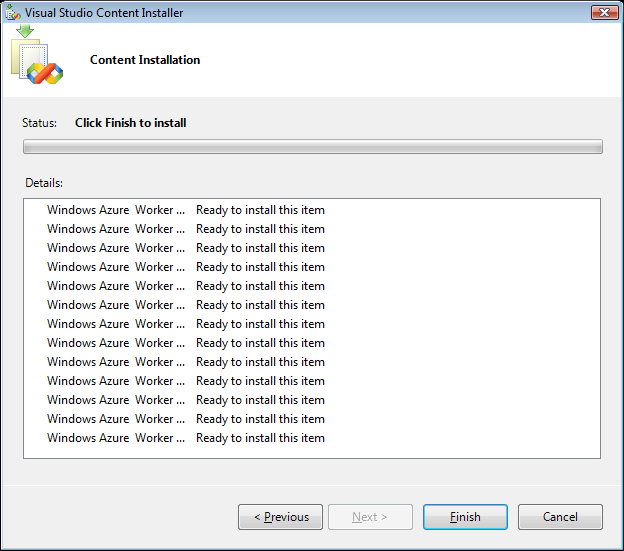 Visual Studio Content Installer
Content Installation
Status: Click Finish to install
Details:
Windows Azure Worker ... Ready to install this item
Windows Azure Worker ... Ready to install this item
Windows Azure Worker ... Ready to install this item
Windows Azure Worker ... Ready to install this item
Windows Azure Worker ... Ready to install this item
Windows Azure Worker ... Ready to install this item
Windows Azure Worker ... Ready to install this item
Windows Azure Worker ... Ready to install this item
Windows Azure Worker ... Ready to install this item
Windows Azure Worker ... Ready to install this item
Windows Azure Worker ... Ready to install this item
Windows Azure Worker ... Ready to install this item
Windows Azure Worker ... Ready to install this item
< Previous Next > Finish Cancel